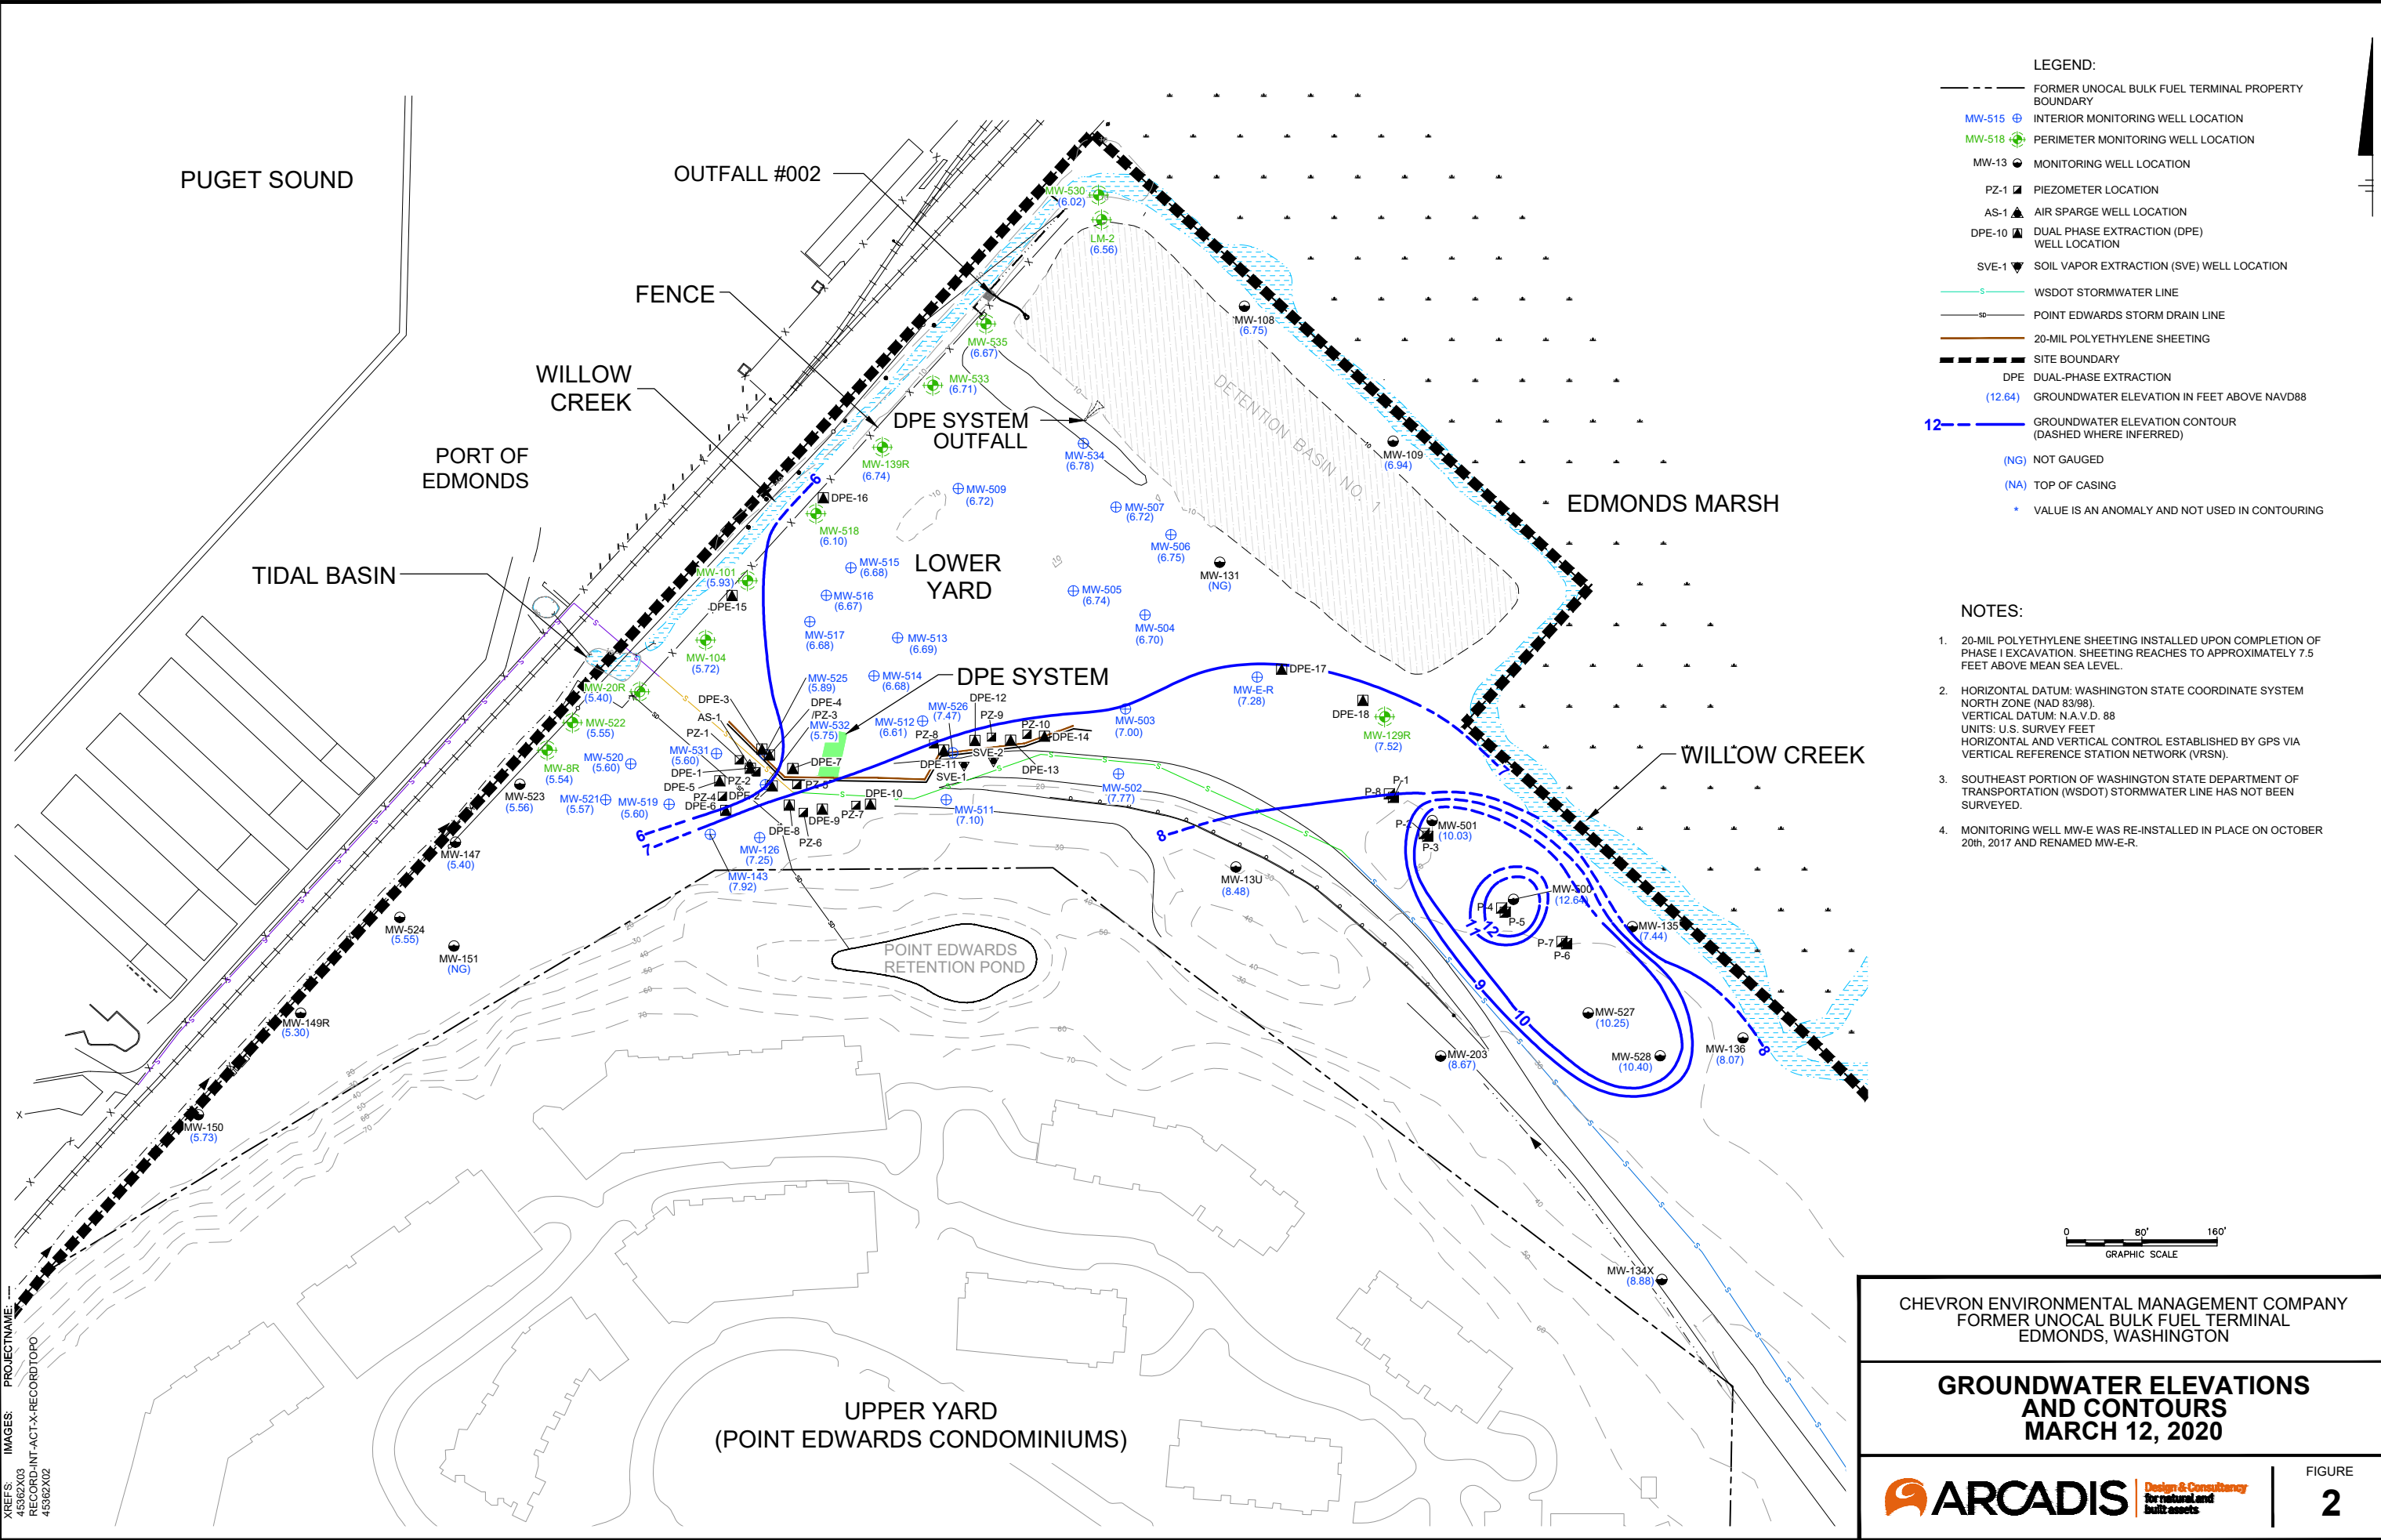 PUGET SOUND
OUTFALL #002
FENCE
WILLOW
CREEK
PORT OF
EDMONDS
TIDAL BASIN
DPE SYSTEM
OUTFALL
LOWER
YARD
DPE SYSTEM
DETENTION BASIN NO. 1
EDMONDS MARSH
WILLOW CREEK
POINT EDWARDS
RETENTION POND
UPPER YARD
(POINT EDWARDS CONDOMINIUMS)
MW-530
(6.02)
LM-2
(6.56)
MW-108
(6.75)
MW-535
(6.67)
MW-533
(6.71)
MW-534
(6.78)
MW-109
(6.94)
MW-139R
(6.74)
6
DPE-16
MW-509
(6.72)
MW-507
(6.72)
MW-518
(6.10)
MW-506
(6.75)
MW-515
(6.68)
MW-131
(NG)
MW-101
(5.93)
DPE-15
MW-516
(6.67)
MW-505
(6.74)
MW-517
(6.68)
MW-513
(6.69)
MW-504
(6.70)
MW-104
(5.72)
MW-514
(6.68)
MW-525
(5.89)
DPE-17
MW-E-R
(7.28)
MW-20R
(5.40)
DPE-3
DPE-4
/PZ-3
MW-532
(5.75)
MW-512
(6.61)
MW-526
(7.47)
DPE-12
PZ-9
PZ-10
DPE-14
MW-503
(7.00)
DPE-18
MW-129R
(7.52)
MW-522
(5.55)
AS-1
PZ-1
PZ-8
SVE-2
MW-8R
(5.54)
MW-520
(5.60)
MW-531
(5.60)
DPE-1
DPE-5
PZ-2
DPE-7
DPE-11
SVE-1
DPE-13
MW-523
(5.56)
MW-521
(5.57)
MW-519
(5.60)
PZ-4
DPE-2
DPE-6
PZ-5
DPE-10
MW-502
(7.77)
7
P-1
P-8
DPE-9
PZ-7
MW-511
(7.10)
DPE-8
PZ-6
P-2
MW-501
(10.03)
P-3
6
7
8
MW-126
(7.25)
MW-143
(7.92)
MW-147
(5.40)
MW-13U
(8.48)
MW-500
(12.64)
P-4
P-5
12
MW-135
(7.44)
P-7
P-6
MW-524
(5.55)
MW-151
(NG)
9
10
MW-149R
(5.30)
MW-527
(10.25)
MW-203
(8.67)
MW-528
(10.40)
MW-136
(8.07)
8
MW-150
(5.73)
MW-134X
(8.88)
LEGEND:
FORMER UNOCAL BULK FUEL TERMINAL PROPERTY
BOUNDARY
MW-515 INTERIOR MONITORING WELL LOCATION
MW-518 PERIMETER MONITORING WELL LOCATION
MW-13 MONITORING WELL LOCATION
PZ-1 PIEZOMETER LOCATION
AS-1 AIR SPARGE WELL LOCATION
DPE-10 DUAL PHASE EXTRACTION (DPE)
WELL LOCATION
SVE-1 SOIL VAPOR EXTRACTION (SVE) WELL LOCATION
S WSDOT STORMWATER LINE
SD POINT EDWARDS STORM DRAIN LINE
20-MIL POLYETHYLENE SHEETING
SITE BOUNDARY
DPE DUAL-PHASE EXTRACTION
(12.64) GROUNDWATER ELEVATION IN FEET ABOVE NAVD88
12 GROUNDWATER ELEVATION CONTOUR
(DASHED WHERE INFERRED)
(NG) NOT GAUGED
(NA) TOP OF CASING
* VALUE IS AN ANOMALY AND NOT USED IN CONTOURING
NOTES:
1. 20-MIL POLYETHYLENE SHEETING INSTALLED UPON COMPLETION OF
PHASE I EXCAVATION. SHEETING REACHES TO APPROXIMATELY 7.5
FEET ABOVE MEAN SEA LEVEL.
2. HORIZONTAL DATUM: WASHINGTON STATE COORDINATE SYSTEM
NORTH ZONE (NAD 83/98).
VERTICAL DATUM: N.A.V.D. 88
UNITS: U.S. SURVEY FEET
HORIZONTAL AND VERTICAL CONTROL ESTABLISHED BY GPS VIA
VERTICAL REFERENCE STATION NETWORK (VRSN).
3. SOUTHEAST PORTION OF WASHINGTON STATE DEPARTMENT OF
TRANSPORTATION (WSDOT) STORMWATER LINE HAS NOT BEEN
SURVEYED.
4. MONITORING WELL MW-E WAS RE-INSTALLED IN PLACE ON OCTOBER
20th, 2017 AND RENAMED MW-E-R.
0 80' 160'
GRAPHIC SCALE
CHEVRON ENVIRONMENTAL MANAGEMENT COMPANY
FORMER UNOCAL BULK FUEL TERMINAL
EDMONDS, WASHINGTON
GROUNDWATER ELEVATIONS
AND CONTOURS
MARCH 12, 2020
ARCADIS
Design & Consultancy
for natural and
built assets
FIGURE
2
XREFS: IMAGES: PROJECTNAME: ----
45362X03
RECORD-INT-ACT-X-RECORDTOPO
45362X02